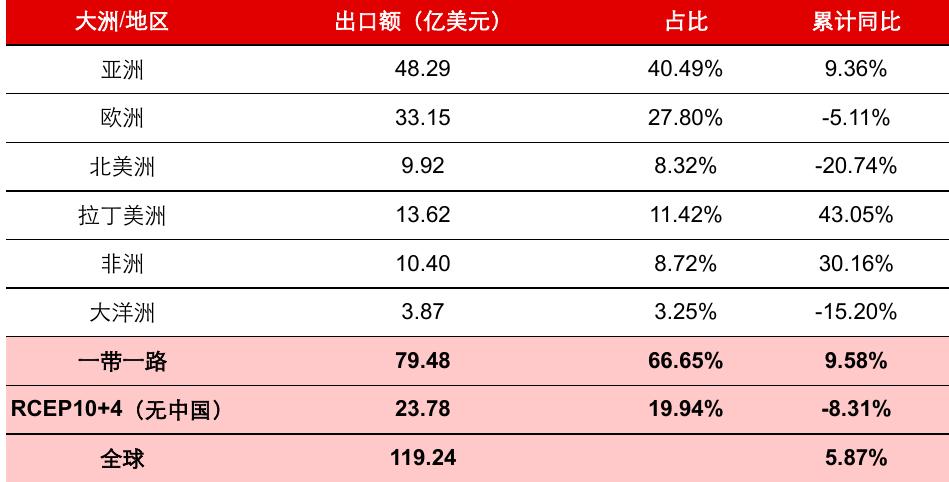 大洲/地区 出口额（亿美元） 占比 累计同比
亚洲 48.29 40.49% 9.36%
欧洲 33.15 27.80% -5.11%
北美洲 9.92 8.32% -20.74%
拉丁美洲 13.62 11.42% 43.05%
非洲 10.40 8.72% 30.16%
大洋洲 3.87 3.25% -15.20%
一带一路 79.48 66.65% 9.58%
RCEP10+4（无中国） 23.78 19.94% -8.31%
全球 119.24 5.87%